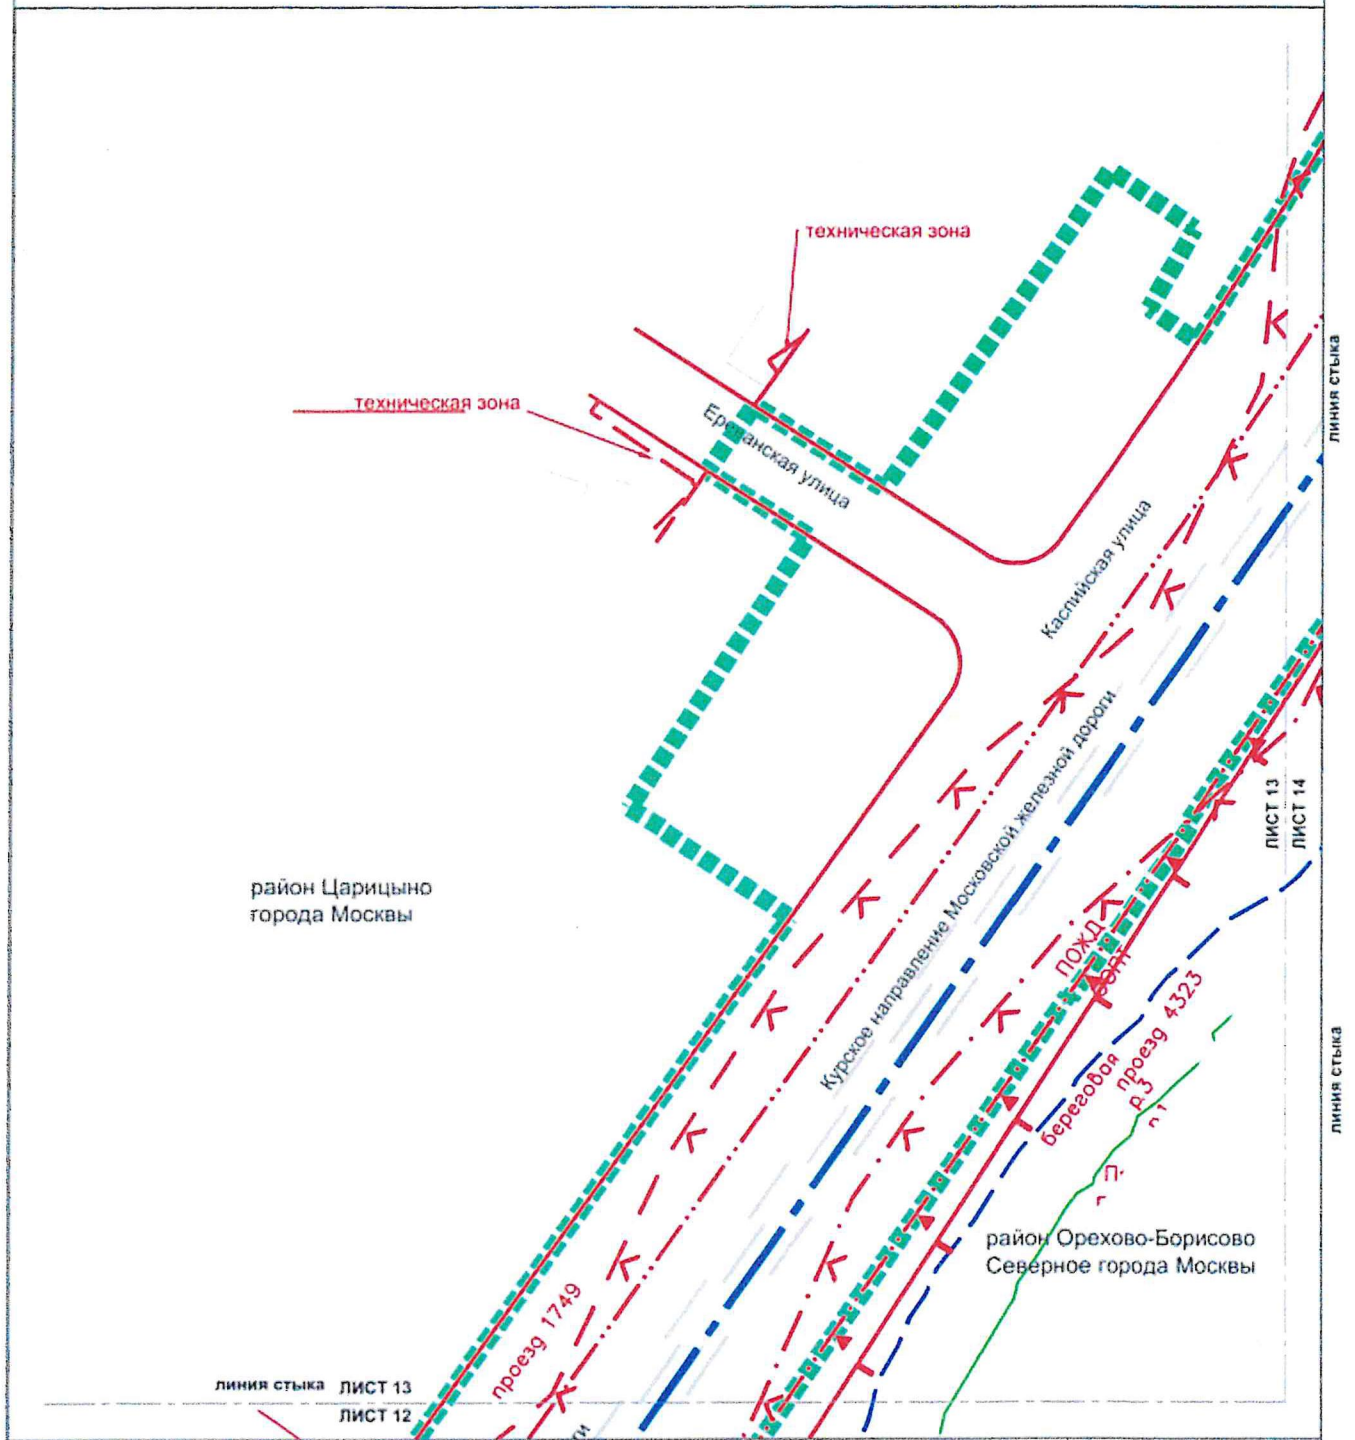 техническая зона
линия стыка
техническая зона
Ереванская улица
Каспийская улица
К
К
К
К
Курское направление Московской железной дороги
К
ЛИСТ 13
ЛИСТ 14
К
район Царицыно
города Москвы
К
К
ПОЖД
К
К
проезд 4323
береговая
р.3
линия стыка
К
К
район Орехово-Борисово
Северное города Москвы
К
К
проезд 1749
линия стыка ЛИСТ 13
ЛИСТ 12
К
К